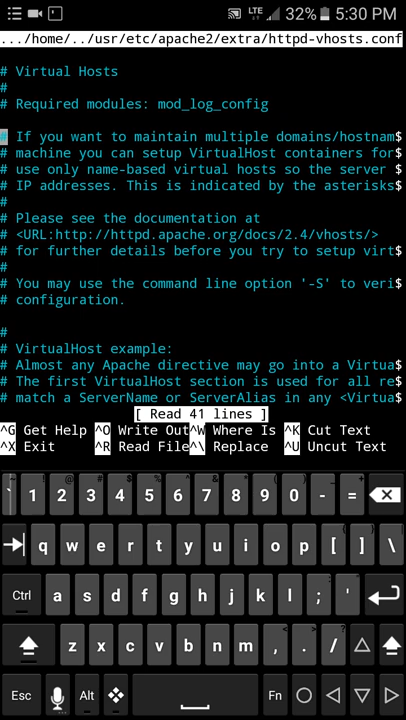 LTE 32% 5:30 PM
.../home/../usr/etc/apache2/extra/httpd-vhosts.conf
# Virtual Hosts
#
# Required modules: mod_log_config
# If you want to maintain multiple domains/hostnam$
# machine you can setup VirtualHost containers for$
# use only name-based virtual hosts so the server $
# IP addresses. This is indicated by the asterisks$
#
# Please see the documentation at
# <URL:http://httpd.apache.org/docs/2.4/vhosts/>
# for further details before you try to setup virt$
#
# You may use the command line option '-S' to veri$
# configuration.
#
# VirtualHost example:
# Almost any Apache directive may go into a Virtua$
# The first VirtualHost section is used for all re$
# match a ServerName or ServerAlias in any <Virtua$
[ Read 41 lines ]
^G Get Help ^O Write Out ^W Where Is ^K Cut Text
^X Exit ^R Read File ^\ Replace ^U Uncut Text
` 1 2 3 4 5 6 7 8 9 0 - =
q w e r t y u i o p [ ] \
Ctrl a s d f g h j k l ; '
z x c v b n m , . /
Esc Alt Fn